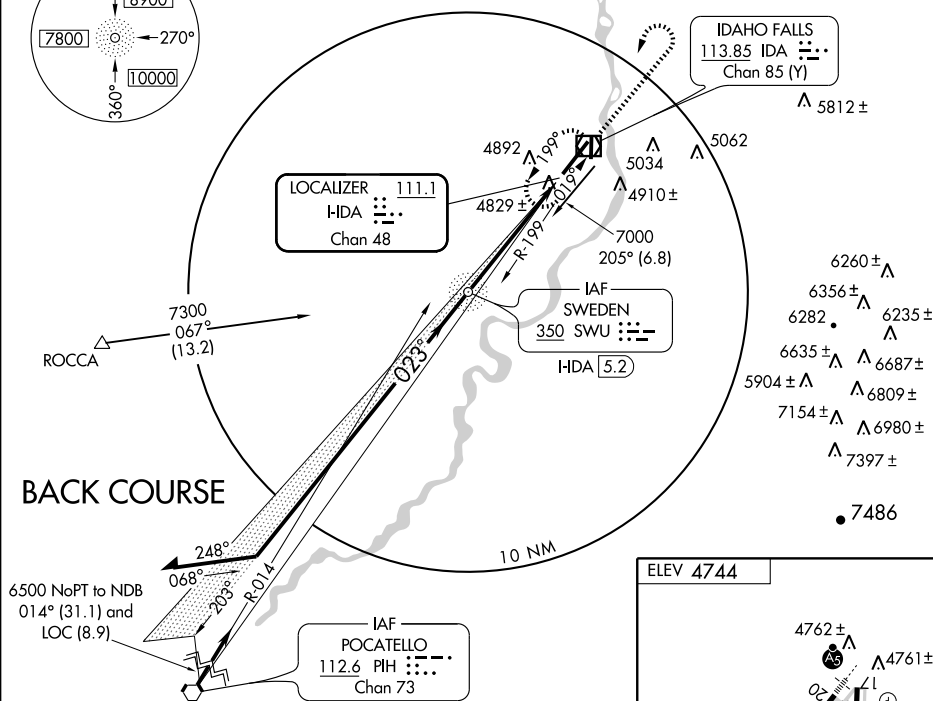 8900
7800
270°
10000
360°
IDAHO FALLS
113.85 IDA
Chan 85 (Y)
5812 ±
4892
199°
5034
5062
019°
4910 ±
LOCALIZER 111.1
I-IDA
Chan 48
4829 ±
R-199
7000
205° (6.8)
7300
067°
(13.2)
ROCCA
IAF
SWEDEN
350 SWU
I-IDA 5.2
6260 ±
6356 ±
6282
6235 ±
6635 ±
6687 ±
5904 ±
6809 ±
7154 ±
6980 ±
7397 ±
7486
023°
BACK COURSE
10 NM
248°
068°
203°
R-014
6500 NoPT to NDB
014° (31.1) and
LOC (8.9)
IAF
POCATELLO
112.6 PIH
Chan 73
ELEV 4744
4762 ±
A5
4761 ±
20
17